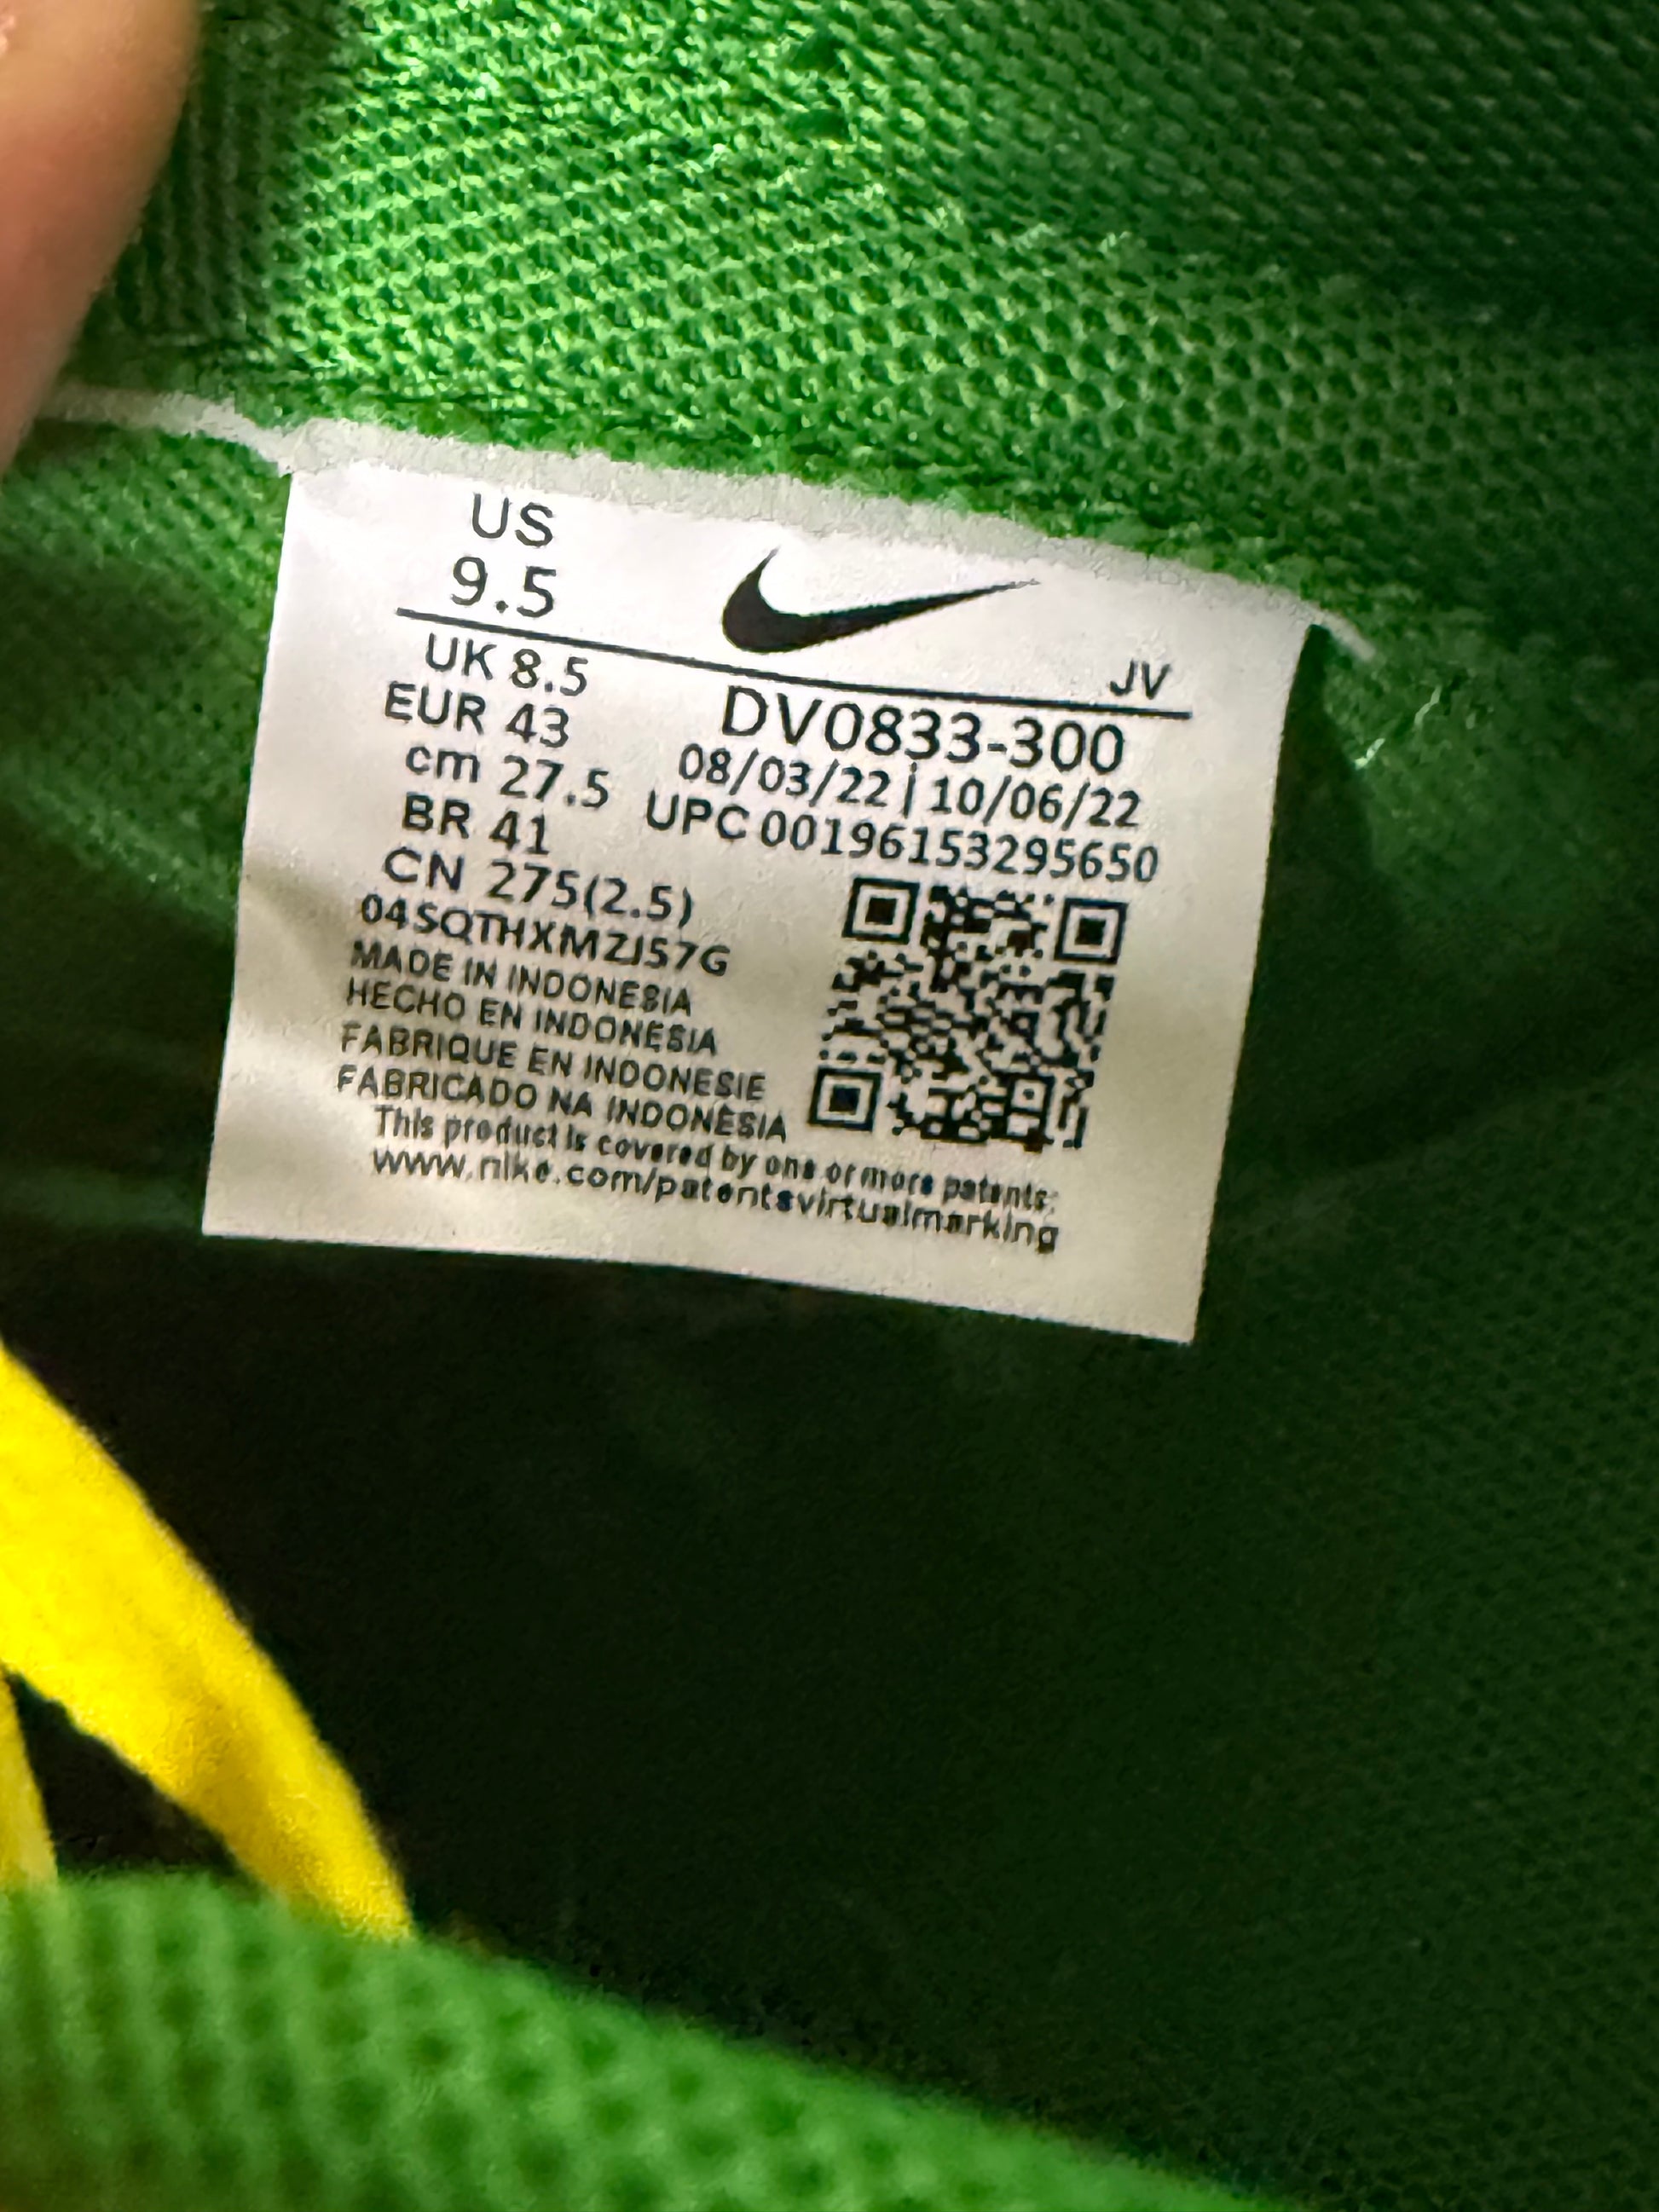 US
9.5
JV
UK 8.5
EUR 43
cm 27.5
BR 41
CN 275(2.5)
DV0833-300
08/03/22 | 10/06/22
UPC 00196153295650
04SQTHXMZJ57G
MADE IN INDONESIA
HECHO EN INDONESIA
FABRIQUE EN INDONESIE
FABRICADO NA INDONÉSIA
This product is covered by one or more patents:
www.nike.com/patentsvirtualmarking